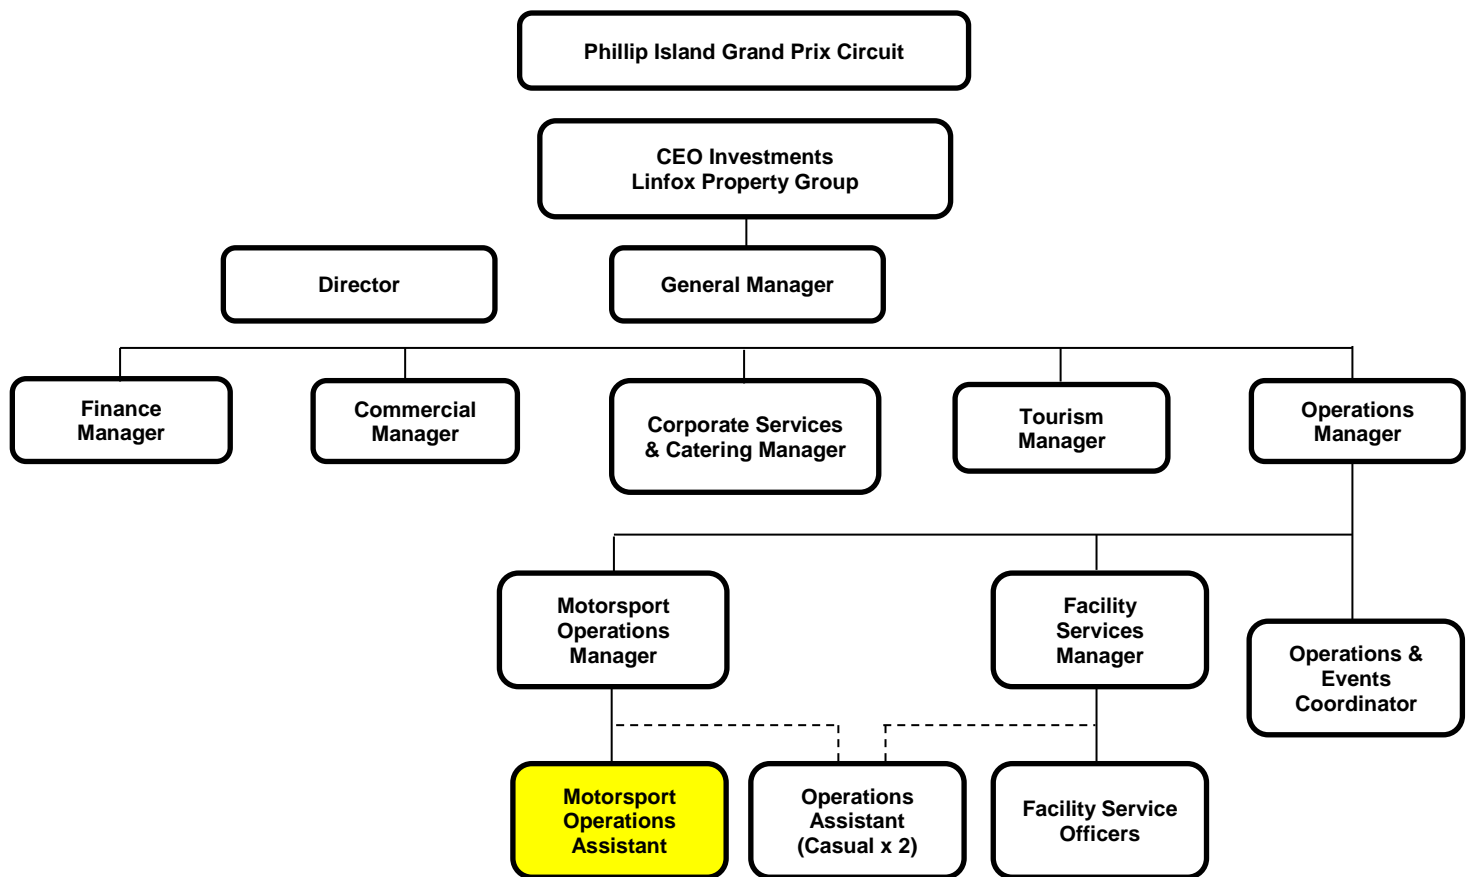 Phillip Island Grand Prix Circuit
CEO Investments
Linfox Property Group
Director
General Manager
Finance
Manager
Commercial
Manager
Corporate Services
& Catering Manager
Tourism
Manager
Operations
Manager
Motorsport
Operations
Manager
Facility
Services
Manager
Operations &
Events
Coordinator
Motorsport
Operations
Assistant
Operations
Assistant
(Casual x 2)
Facility Service
Officers